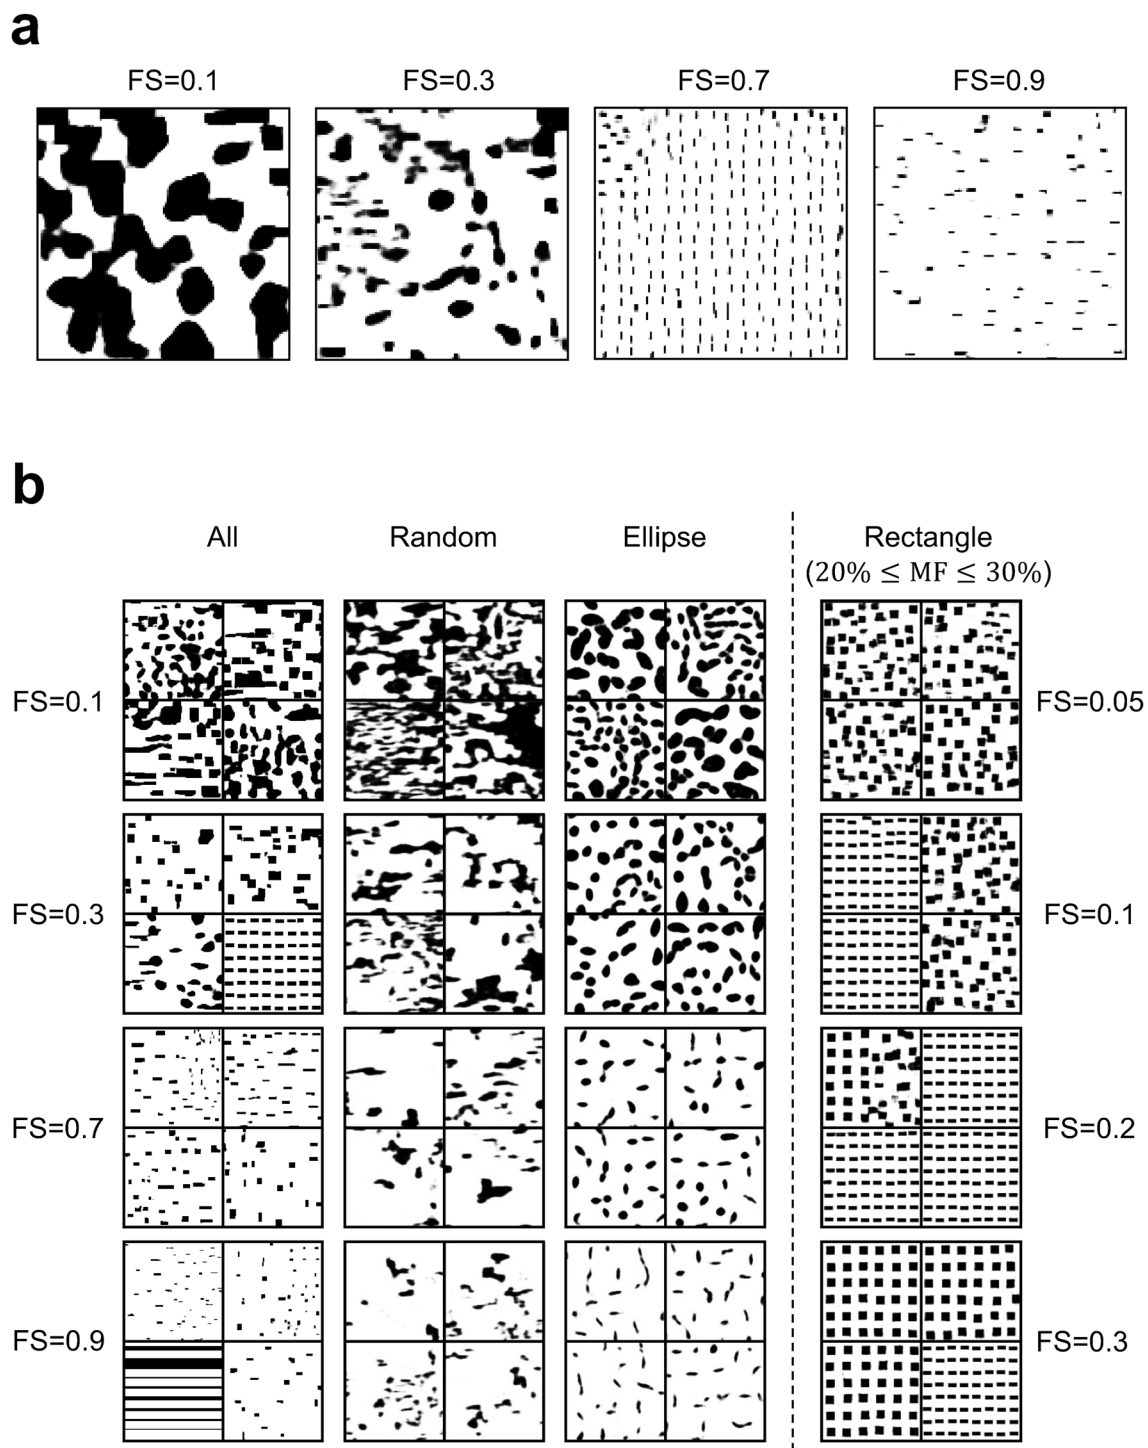 a
FS=0.1 FS=0.3 FS=0.7 FS=0.9
b
All Random Ellipse Rectangle
(20% ≤ MF ≤ 30%)
FS=0.1 FS=0.05
FS=0.3 FS=0.1
FS=0.7 FS=0.2
FS=0.9 FS=0.3